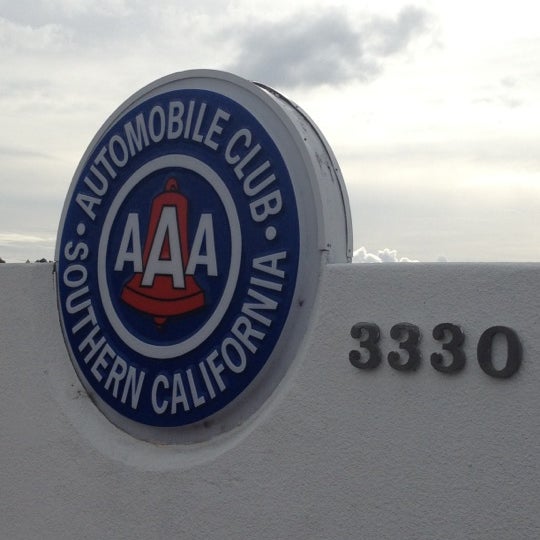 AUTOMOBILE CLUB
AAA
SOUTHERN CALIFORNIA
3330